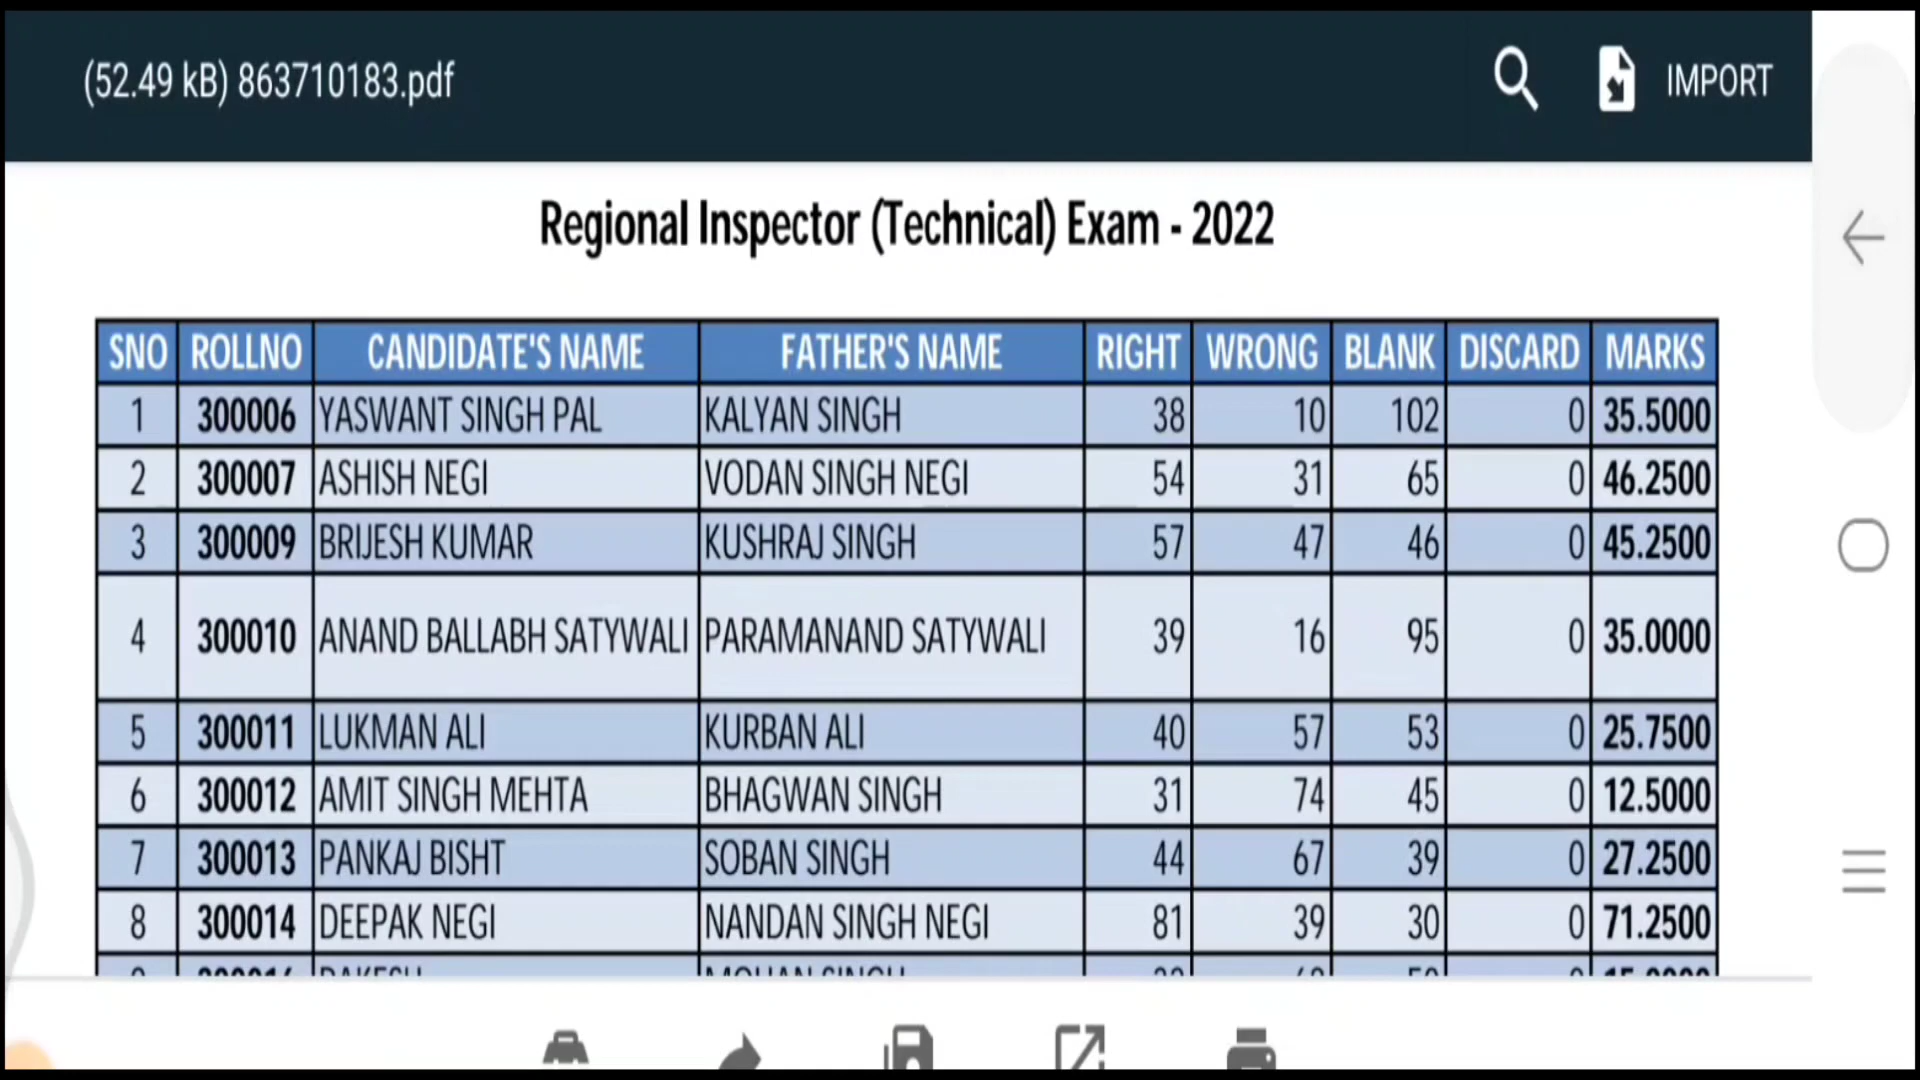 (52.49 kB) 863710183.pdf IMPORT
Regional Inspector (Technical) Exam - 2022
SNO ROLLNO CANDIDATE'S NAME FATHER'S NAME RIGHT WRONG BLANK DISCARD MARKS
1 300006 YASWANT SINGH PAL KALYAN SINGH 38 10 102 0 35.5000
2 300007 ASHISH NEGI VODAN SINGH NEGI 54 31 65 0 46.2500
3 300009 BRIJESH KUMAR KUSHRAJ SINGH 57 47 46 0 45.2500
4 300010 ANAND BALLABH SATYWALI PARAMANAND SATYWALI 39 16 95 0 35.0000
5 300011 LUKMAN ALI KURBAN ALI 40 57 53 0 25.7500
6 300012 AMIT SINGH MEHTA BHAGWAN SINGH 31 74 45 0 12.5000
7 300013 PANKAJ BISHT SOBAN SINGH 44 67 39 0 27.2500
8 300014 DEEPAK NEGI NANDAN SINGH NEGI 81 39 30 0 71.2500